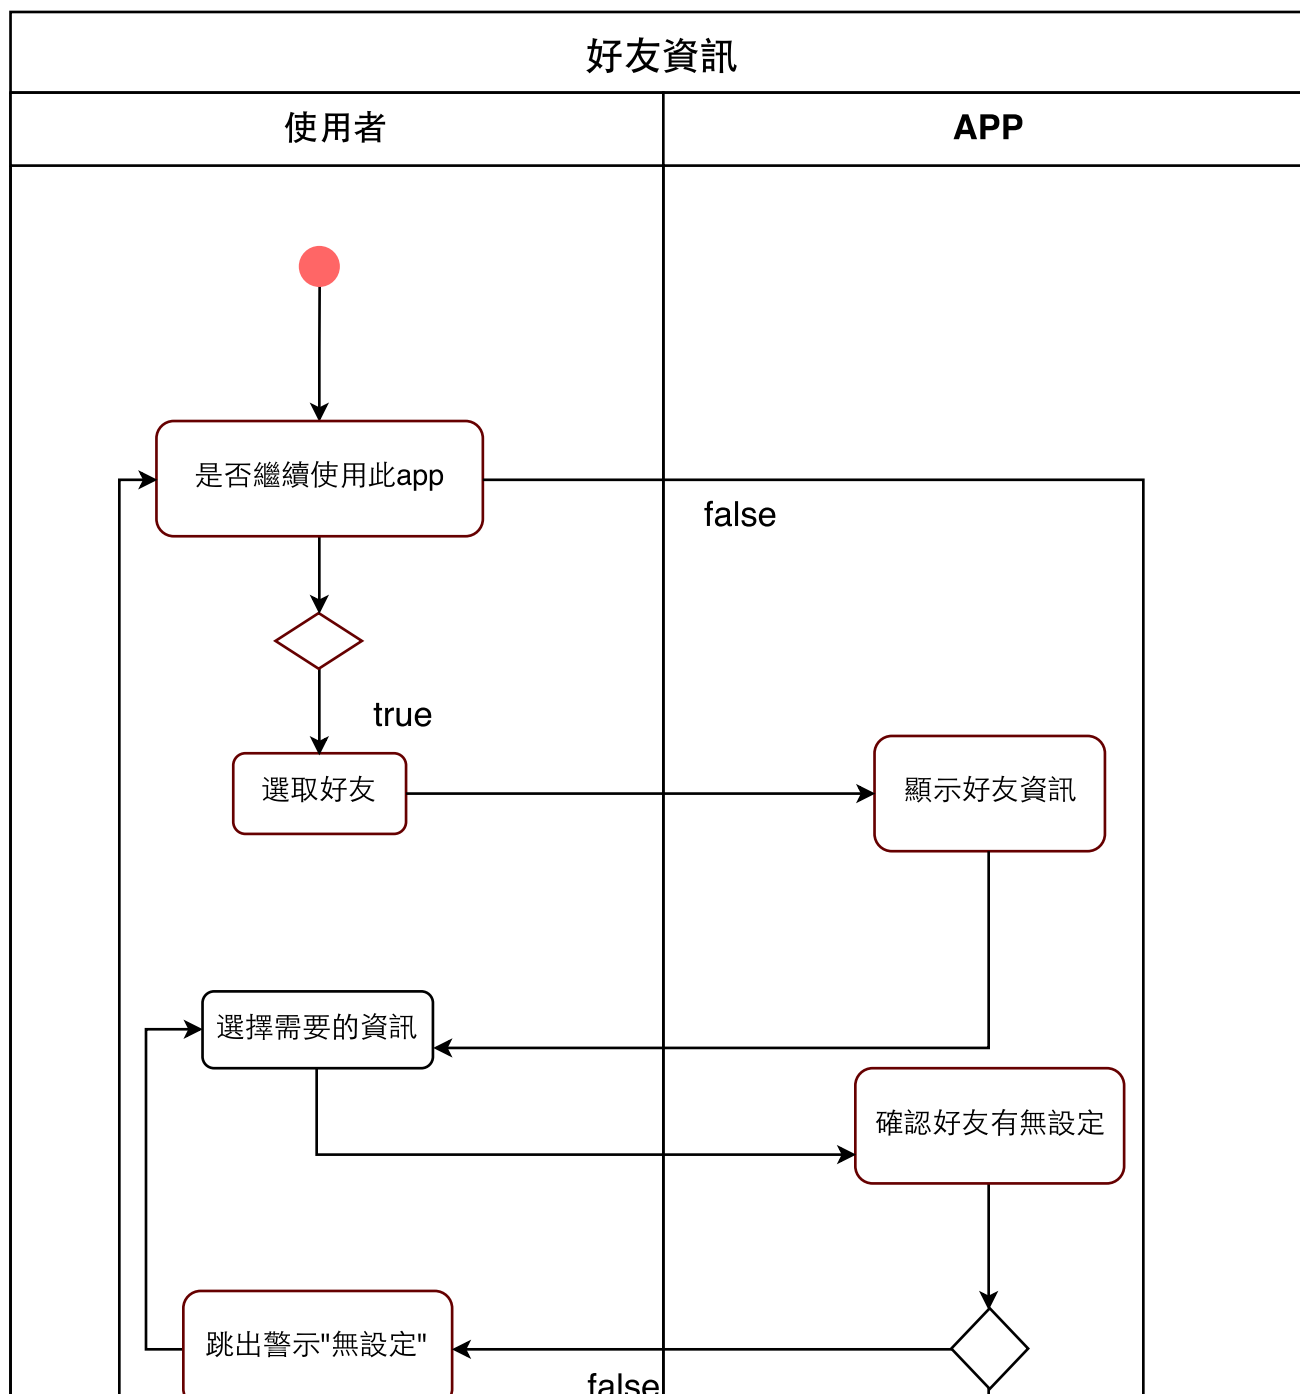 好友資訊
使用者
APP
是否繼續使用此app
false
true
選取好友
顯示好友資訊
選擇需要的資訊
確認好友有無設定
跳出警示"無設定"
false